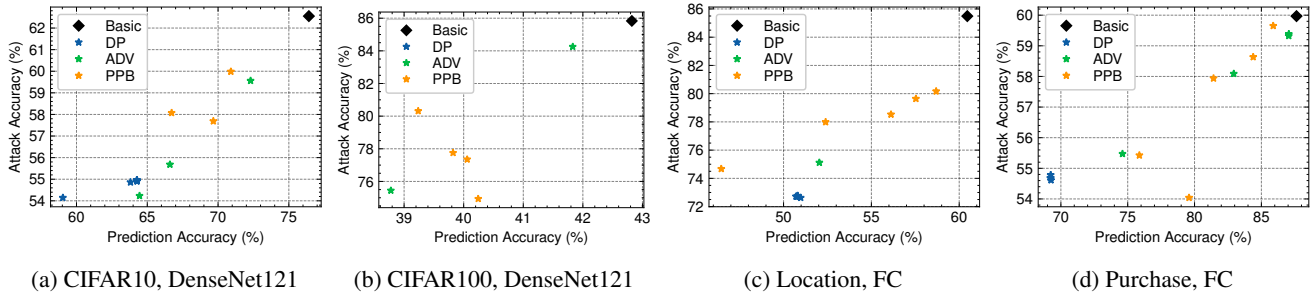 Attack Accuracy (%)
62
61
60
59
58
57
56
55
54
Basic
DP
ADV
PPB
60
65
70
75
Prediction Accuracy (%)
(a) CIFAR10, DenseNet121
Attack Accuracy (%)
86
84
82
80
78
76
Basic
DP
ADV
PPB
39
40
41
42
43
Prediction Accuracy (%)
(b) CIFAR100, DenseNet121
Attack Accuracy (%)
86
84
82
80
78
76
74
72
Basic
DP
ADV
PPB
50
55
60
Prediction Accuracy (%)
(c) Location, FC
Attack Accuracy (%)
60
59
58
57
56
55
54
Basic
DP
ADV
PPB
70
75
80
85
Prediction Accuracy (%)
(d) Purchase, FC